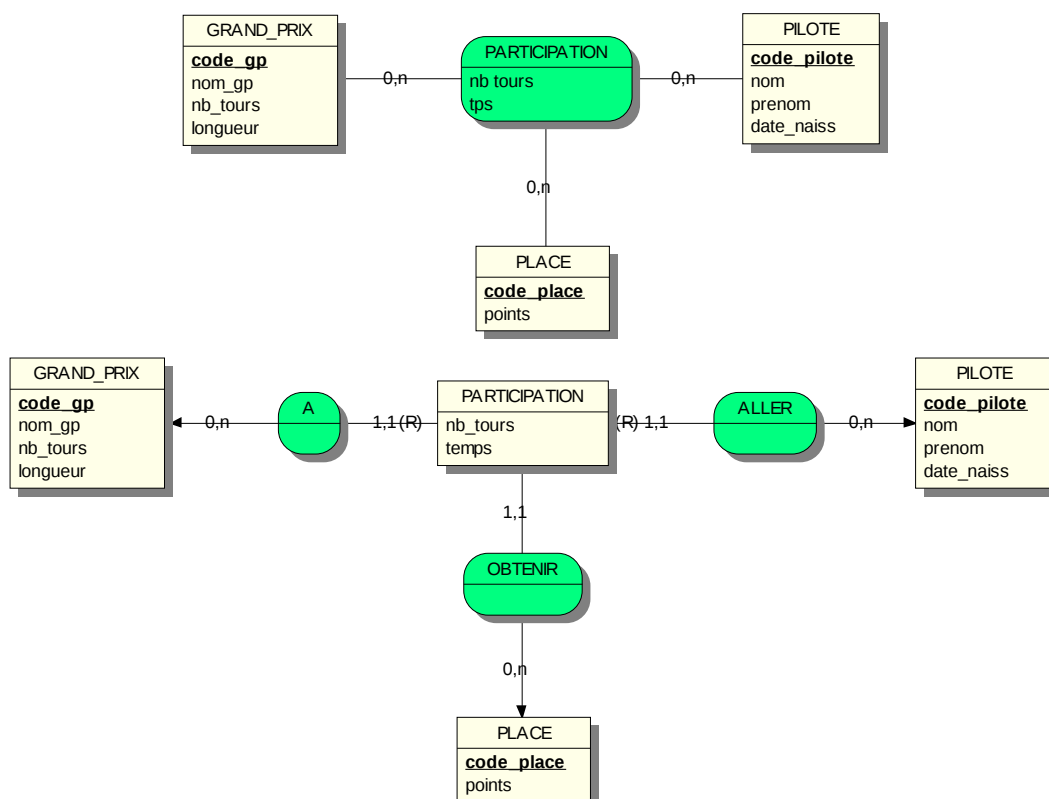 GRAND_PRIX
code_gp
nom_gp
nb_tours
longueur
0,n
PARTICIPATION
nb tours
tps
0,n
PILOTE
code_pilote
nom
prenom
date_naiss
0,n
PLACE
code_place
points
GRAND_PRIX
code_gp
nom_gp
nb_tours
longueur
0,n
A
1,1 (R)
PARTICIPATION
nb_tours
temps
(R) 1,1
ALLER
0,n
PILOTE
code_pilote
nom
prenom
date_naiss
1,1
OBTENIR
0,n
PLACE
code_place
points